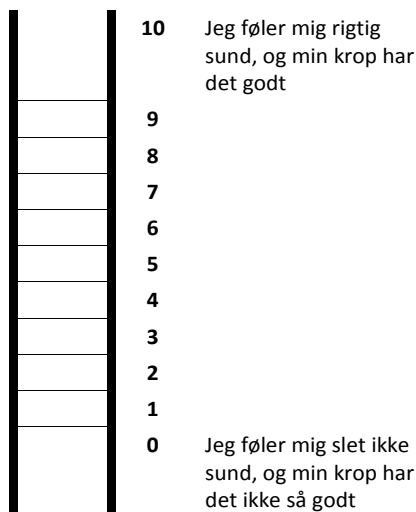 10 Jeg føler mig rigtig
sund, og min krop har
det godt
9
8
7
6
5
4
3
2
1
0 Jeg føler mig slet ikke
sund, og min krop har
det ikke så godt